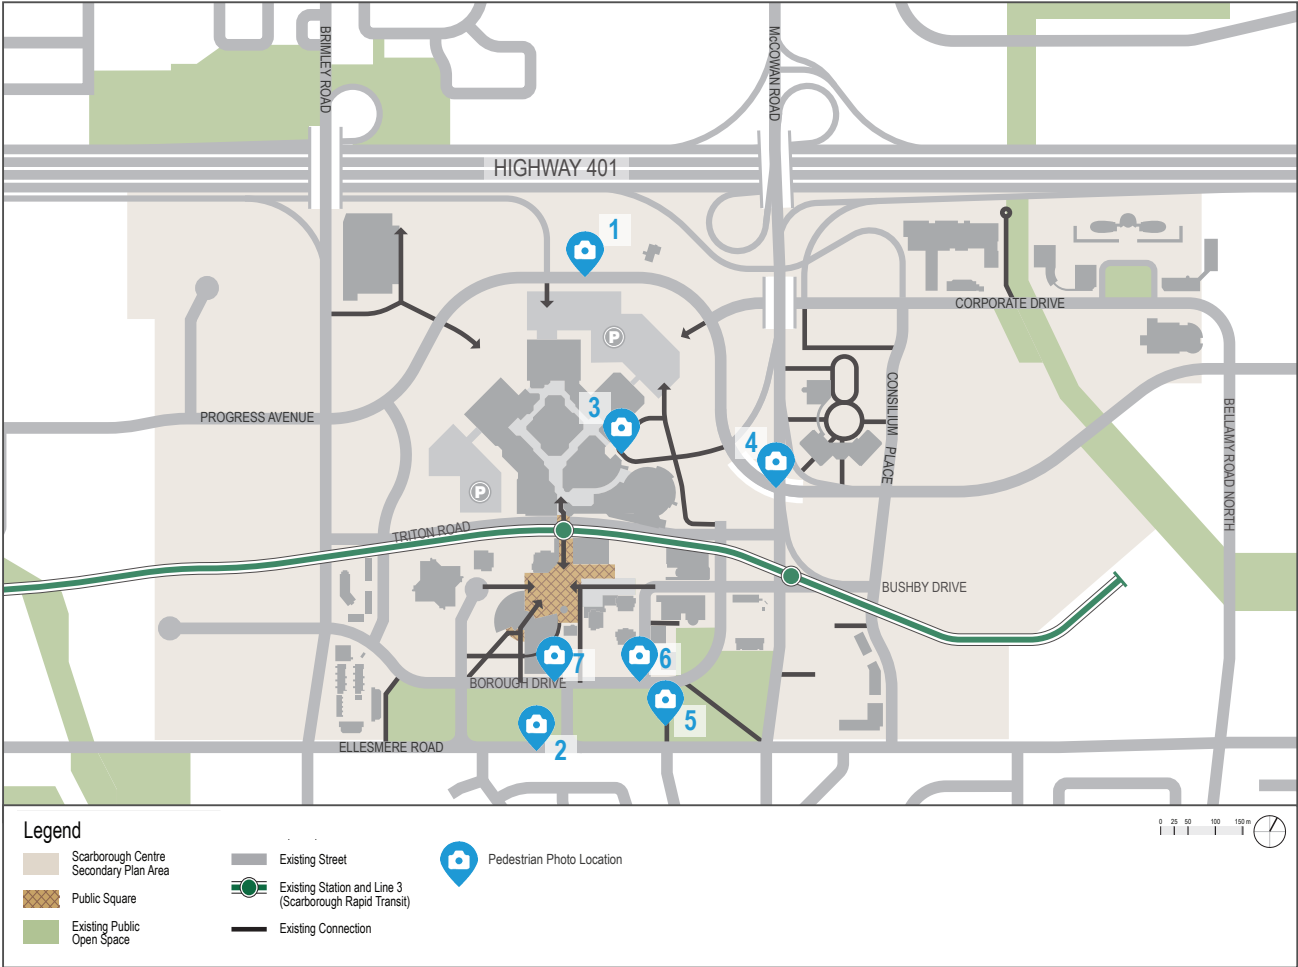 BRIMLEY ROAD
McCOWAN ROAD
HIGHWAY 401
1
CORPORATE DRIVE
P
CONSILIUM PLACE
BELLAMY ROAD NORTH
3
PROGRESS AVENUE
4
P
TRITON ROAD
BUSHBY DRIVE
7
6
BOROUGH DRIVE
5
2
ELLESMERE ROAD
Legend
Scarborough Centre
Secondary Plan Area
Public Square
Existing Public
Open Space
Existing Street
Existing Station and Line 3
(Scarborough Rapid Transit)
Existing Connection
Pedestrian Photo Location
0 25 50 100 150 m